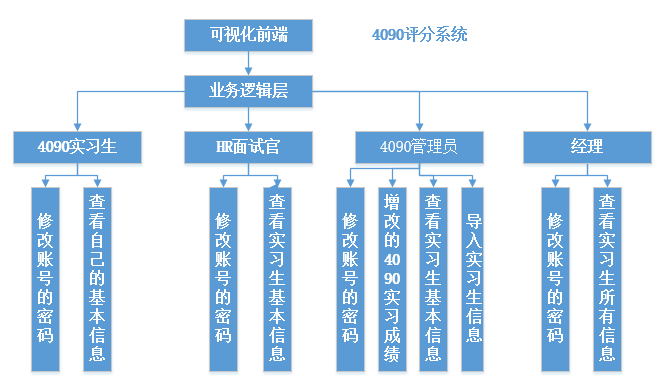 可视化前端
4090评分系统
业务逻辑层
4090实习生
HR面试官
4090管理员
经理
修改账号的密码
查看自己的基本信息
修改账号的密码
查看实习生基本信息
修改账号的密码
增改的4090实习成绩
查看实习生基本信息
导入实习生信息
修改账号的密码
查看实习生所有信息